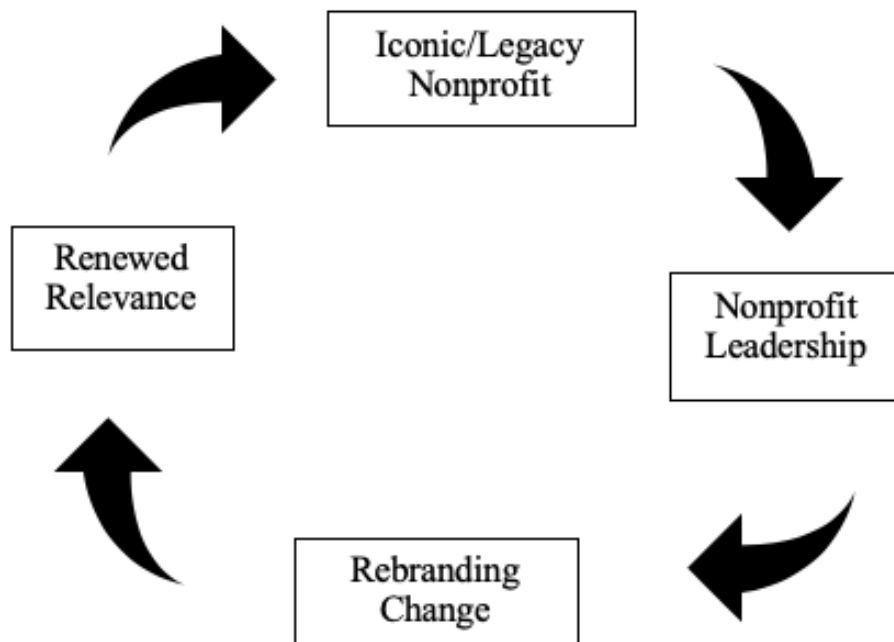 Iconic/Legacy
Nonprofit
Nonprofit
Leadership
Rebranding
Change
Renewed
Relevance